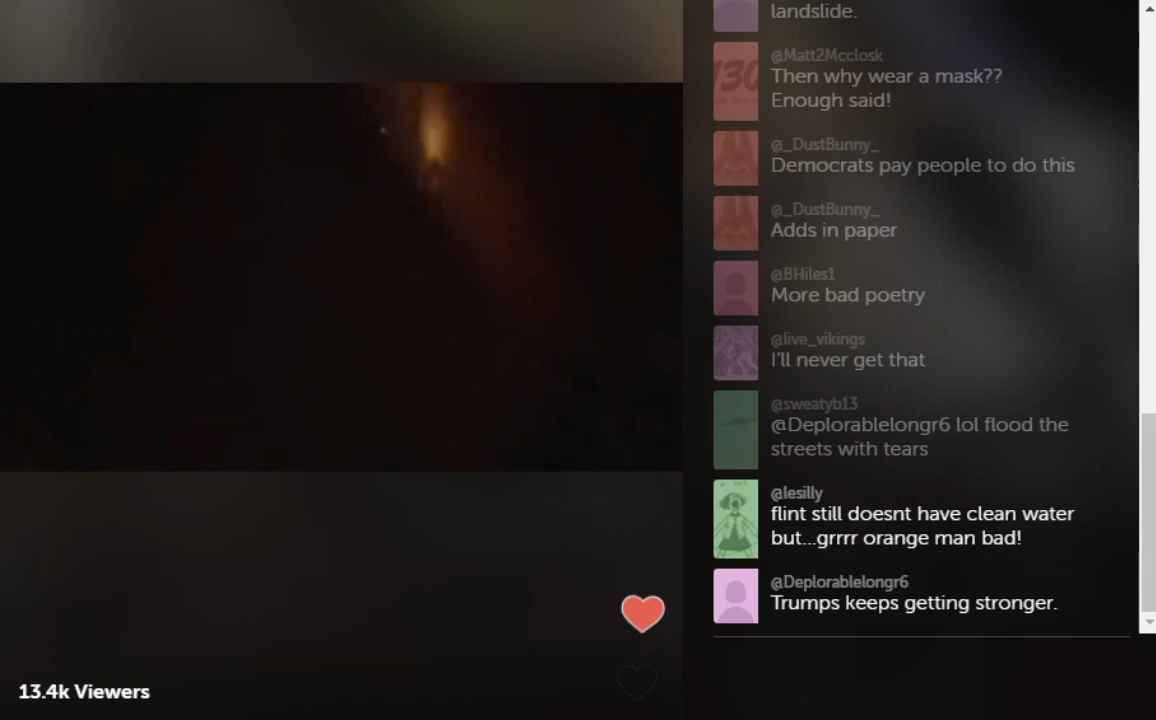 landslide.
@Matt2Mcclosk
Then why wear a mask??
Enough said!
@_DustBunny_
Democrats pay people to do this
@_DustBunny_
Adds in paper
@BHiles1
More bad poetry
@live_vikings
I'll never get that
@sweatyb13
@Deplorablelongr6 lol flood the
streets with tears
@lesilly
flint still doesnt have clean water
but...grrrr orange man bad!
@Deplorablelongr6
Trumps keeps getting stronger.
13.4k Viewers